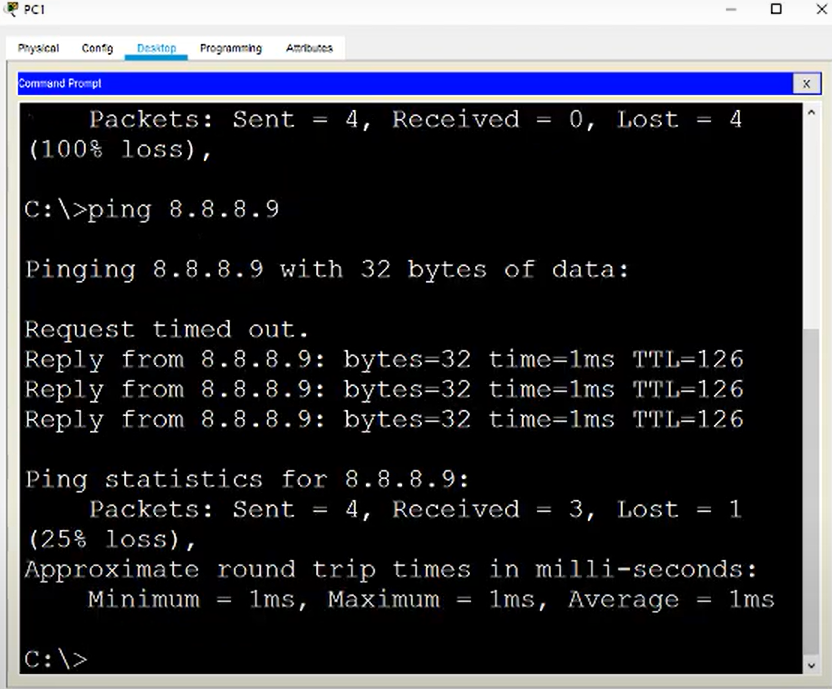 PC1
Physical Config Desktop Programming Attributes
Command Prompt
X
Packets: Sent = 4, Received = 0, Lost = 4
(100% loss),
C:\>ping 8.8.8.9
Pinging 8.8.8.9 with 32 bytes of data:
Request timed out.
Reply from 8.8.8.9: bytes=32 time=1ms TTL=126
Reply from 8.8.8.9: bytes=32 time=1ms TTL=126
Reply from 8.8.8.9: bytes=32 time=1ms TTL=126
Ping statistics for 8.8.8.9:
Packets: Sent = 4, Received = 3, Lost = 1
(25% loss),
Approximate round trip times in milli-seconds:
Minimum = 1ms, Maximum = 1ms, Average = 1ms
C:\>